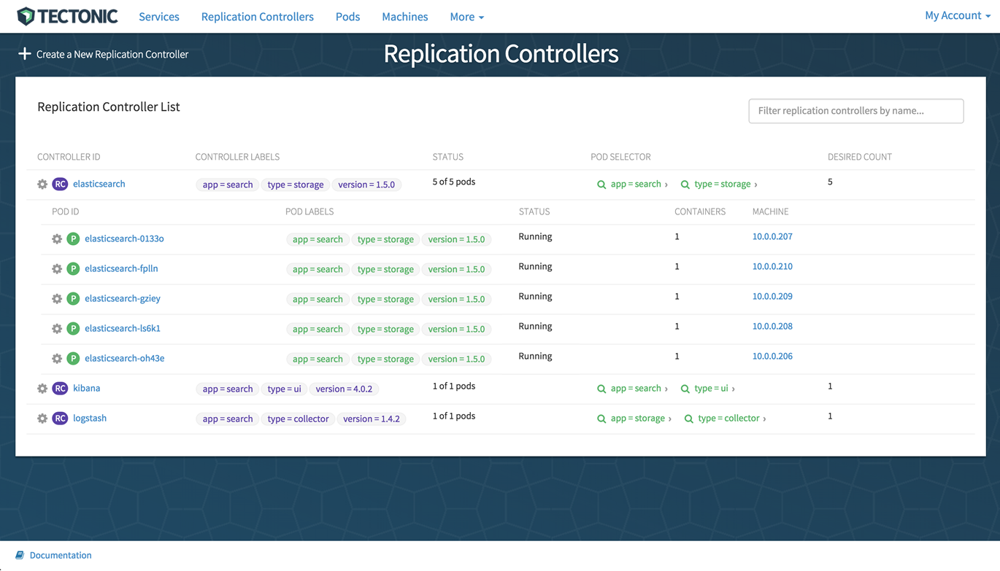 TECTONIC Services Replication Controllers Pods Machines More My Account
Create a New Replication Controller Replication Controllers
Replication Controller List Filter replication controllers by name...
CONTROLLER ID CONTROLLER LABELS STATUS POD SELECTOR DESIRED COUNT
RC elasticsearch app = search type = storage version = 1.5.0 5 of 5 pods app = search › type = storage › 5
POD ID POD LABELS STATUS CONTAINERS MACHINE
P elasticsearch-0133o app = search type = storage version = 1.5.0 Running 1 10.0.0.207
P elasticsearch-fplln app = search type = storage version = 1.5.0 Running 1 10.0.0.210
P elasticsearch-gziey app = search type = storage version = 1.5.0 Running 1 10.0.0.209
P elasticsearch-ls6k1 app = search type = storage version = 1.5.0 Running 1 10.0.0.208
P elasticsearch-oh43e app = search type = storage version = 1.5.0 Running 1 10.0.0.206
RC kibana app = search type = ui version = 4.0.2 1 of 1 pods app = search › type = ui › 1
RC logstash app = search type = collector version = 1.4.2 1 of 1 pods app = storage › type = collector › 1
Documentation